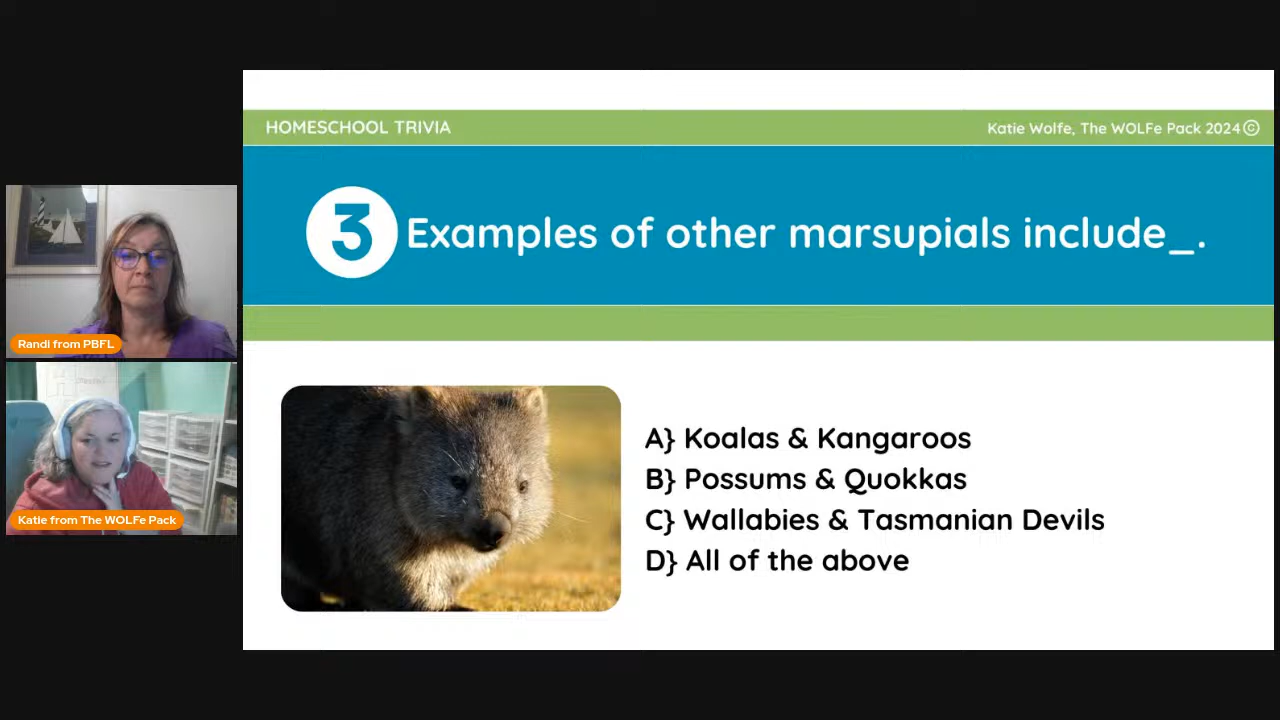 HOMESCHOOL TRIVIA
Katie Wolfe, The WOLFe Pack 2024©
3 Examples of other marsupials include_.
A} Koalas & Kangaroos
B} Possums & Quokkas
C} Wallabies & Tasmanian Devils
D} All of the above
Randi from PBFL
Katie from The WOLFe Pack